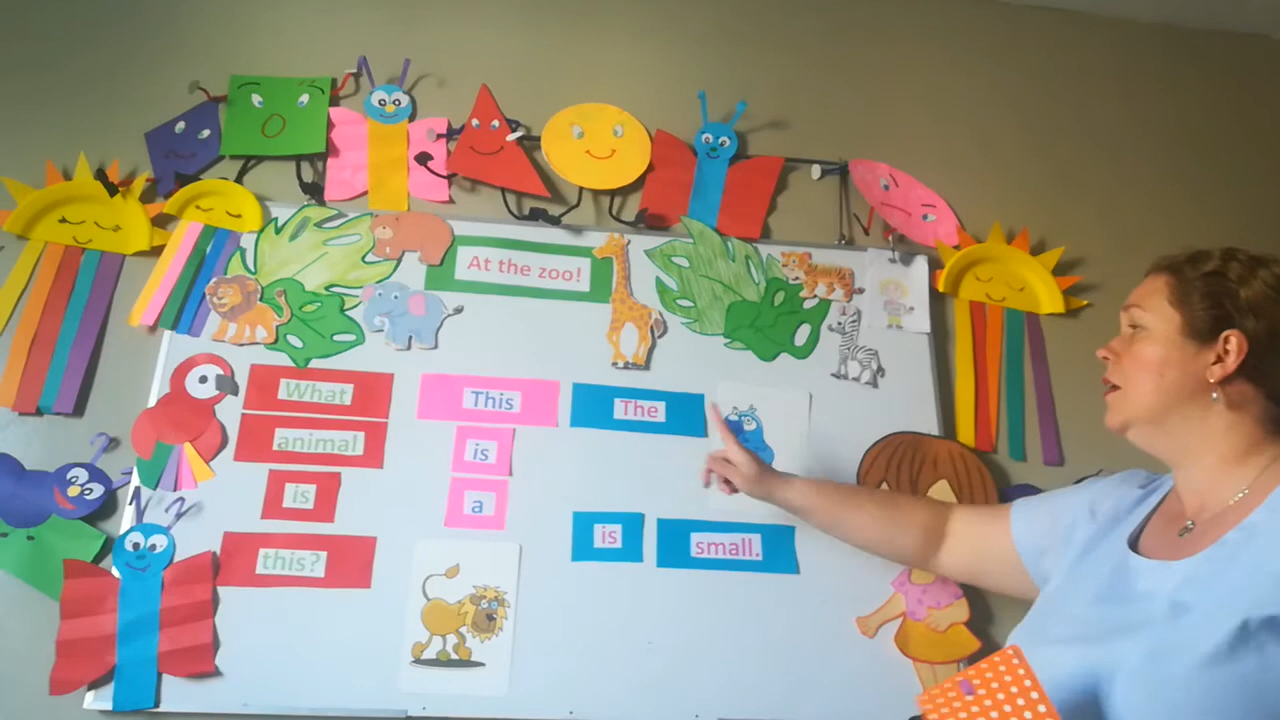 At the zoo!
What
animal
is
this?
This
is
a
The
is small.